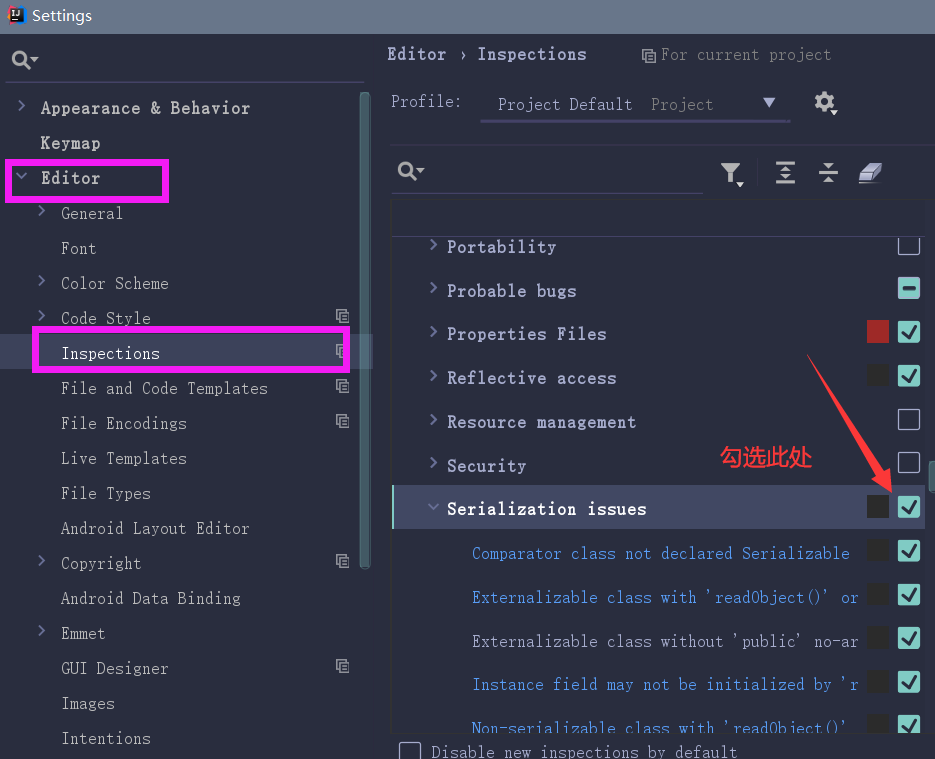 Settings
Appearance & Behavior
Keymap
Editor
General
Font
Color Scheme
Code Style
Inspections
File and Code Templates
File Encodings
Live Templates
File Types
Android Layout Editor
Copyright
Android Data Binding
Emmet
GUI Designer
Images
Intentions
Editor › Inspections
For current project
Profile:
Project Default Project
Portability
Probable bugs
Properties Files
Reflective access
Resource management
Security
勾选此处
Serialization issues
Comparator class not declared Serializable
Externalizable class with 'readObject()' or
Externalizable class without 'public' no-ar
Instance field may not be initialized by 'r
Non-serializable class with 'readObject()'
Disable new inspections by default